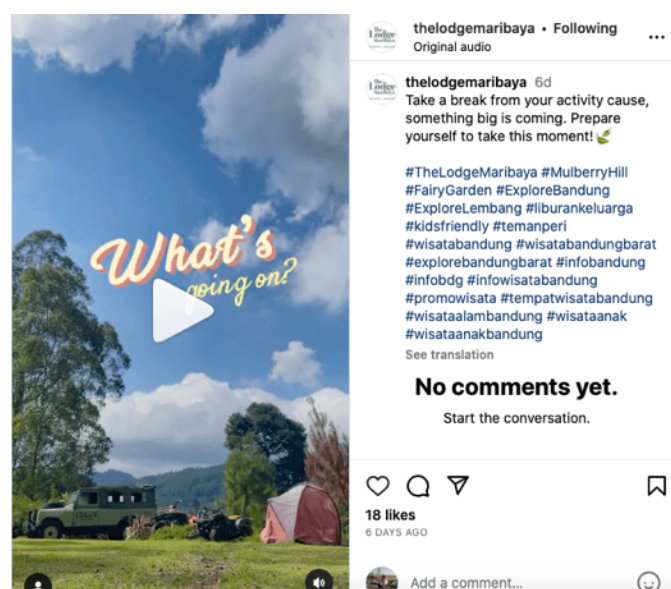 What's
going on?
thelodgemaribaya • Following
Original audio
thelodgemaribaya 6d
Take a break from your activity cause,
something big is coming. Prepare
yourself to take this moment!
#TheLodgeMaribaya #MulberryHill
#FairyGarden #ExploreBandung
#ExploreLembang #liburankeluarga
#kidsfriendly #temanperi
#wisatabandung #wisatabandungbarat
#explorebandungbarat #infobandung
#infobdg #infowisatabandung
#promowisata #tempatwisatabandung
#wisataalambandung #wisataanak
#wisataanakbandung
See translation
No comments yet.
Start the conversation.
18 likes
6 DAYS AGO
Add a comment...